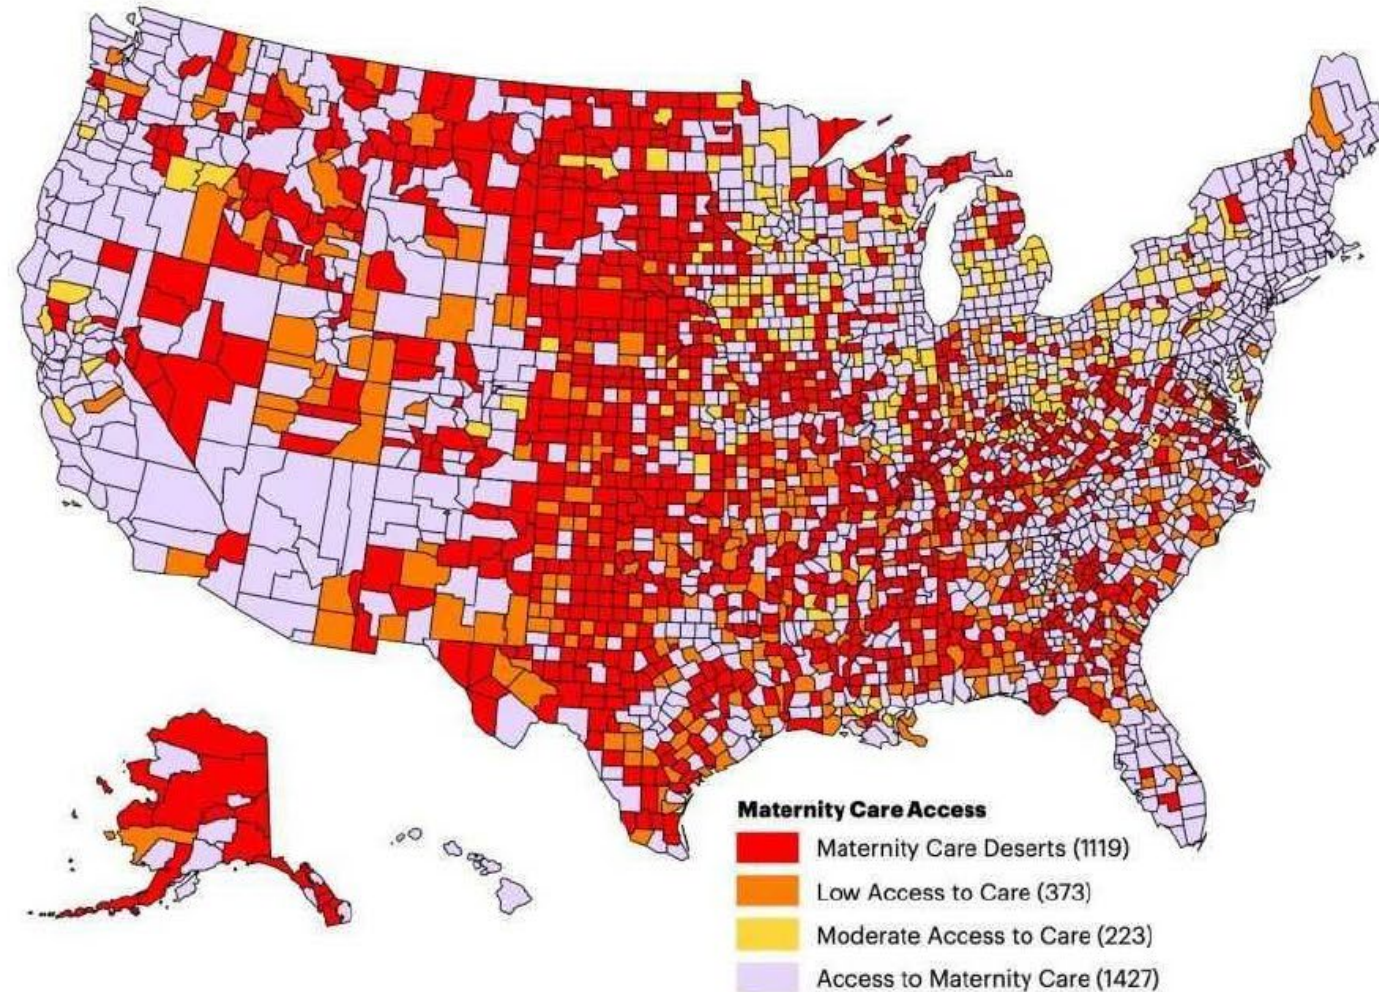 Maternity Care Access
Maternity Care Deserts (1119)
Low Access to Care (373)
Moderate Access to Care (223)
Access to Maternity Care (1427)